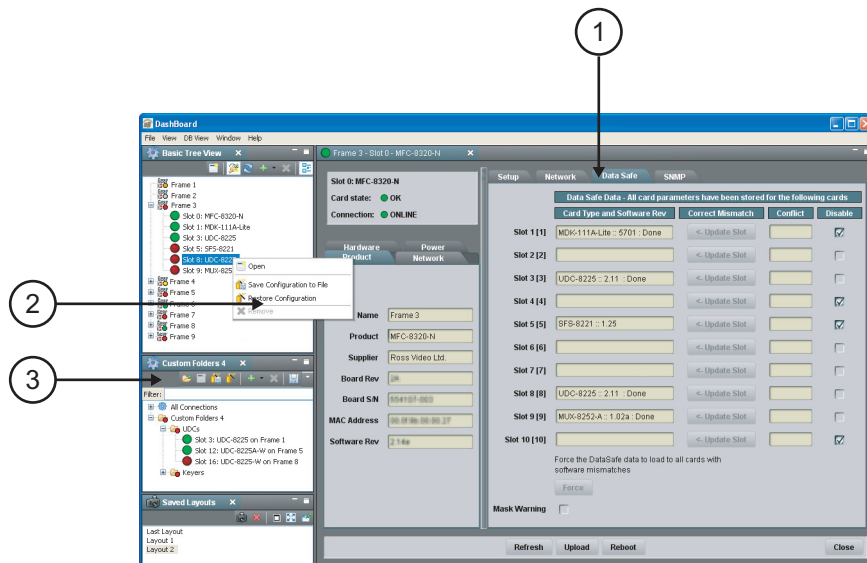 1
2
3
DashBoard
File View DB View Window Help
Basic Tree View
Frame 1
Frame 2
Frame 3
Slot 0: MFC-8320-N
Slot 1: MDK-111A-Lite
Slot 3: UDC-8225
Slot 5: SFS-8221
Slot 8: UDC-822
Slot 9: MUX-825
Frame 4
Frame 5
Frame 6
Frame 7
Frame 8
Frame 9
Open
Save Configuration to File
Restore Configuration
Remove
Custom Folders 4
Filter:
All Connections
Custom Folders 4
UDCs
Slot 3: UDC-8225 on Frame 1
Slot 12: UDC-8225A-W on Frame 5
Slot 16: UDC-8225-W on Frame 8
Keyers
Saved Layouts
Last Layout
Layout 1
Layout 2
Frame 3 - Slot 0 - MFC-8320-N
Slot 0: MFC-8320-N
Card state: OK
Connection: ONLINE
Hardware Power
Product Network
Name Frame 3
Product MFC-8320-N
Supplier Ross Video Ltd.
Board Rev
Board S/N
MAC Address
Software Rev
Setup Network Data Safe SNMP
Data Safe Data - All card parameters have been stored for the following cards
Card Type and Software Rev Correct Mismatch Conflict Disable
Slot 1 [1] MDK-111A-Lite :: 5701 : Done <- Update Slot
Slot 2 [2] <- Update Slot
Slot 3 [3] UDC-8225 :: 2.11 : Done <- Update Slot
Slot 4 [4] <- Update Slot
Slot 5 [5] SFS-8221 :: 1.25 <- Update Slot
Slot 6 [6] <- Update Slot
Slot 7 [7] <- Update Slot
Slot 8 [8] UDC-8225 :: 2.11 : Done <- Update Slot
Slot 9 [9] MUX-8252-A :: 1.02a : Done <- Update Slot
Slot 10 [10] <- Update Slot
Force the DataSafe data to load to all cards with
software mismatches
Force
Mask Warning
Refresh Upload Reboot Close